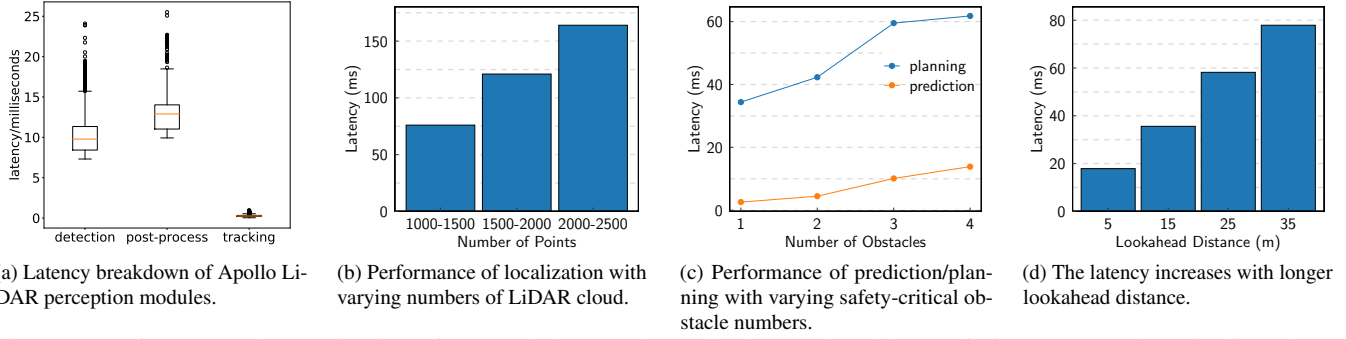 latency/milliseconds
25
20
15
10
5
0
detection post-process tracking
Latency (ms)
150
100
50
0
1000-1500 1500-2000 2000-2500
Number of Points
Latency (ms)
60
40
20
0
planning
prediction
1 2 3 4
Number of Obstacles
Latency (ms)
80
60
40
20
0
5 15 25 35
Lookahead Distance (m)
(a) Latency breakdown of Apollo Li-
DAR perception modules.
(b) Performance of localization with
varying numbers of LiDAR cloud.
(c) Performance of prediction/plan-
ning with varying safety-critical ob-
stacle numbers.
(d) The latency increases with longer
lookahead distance.